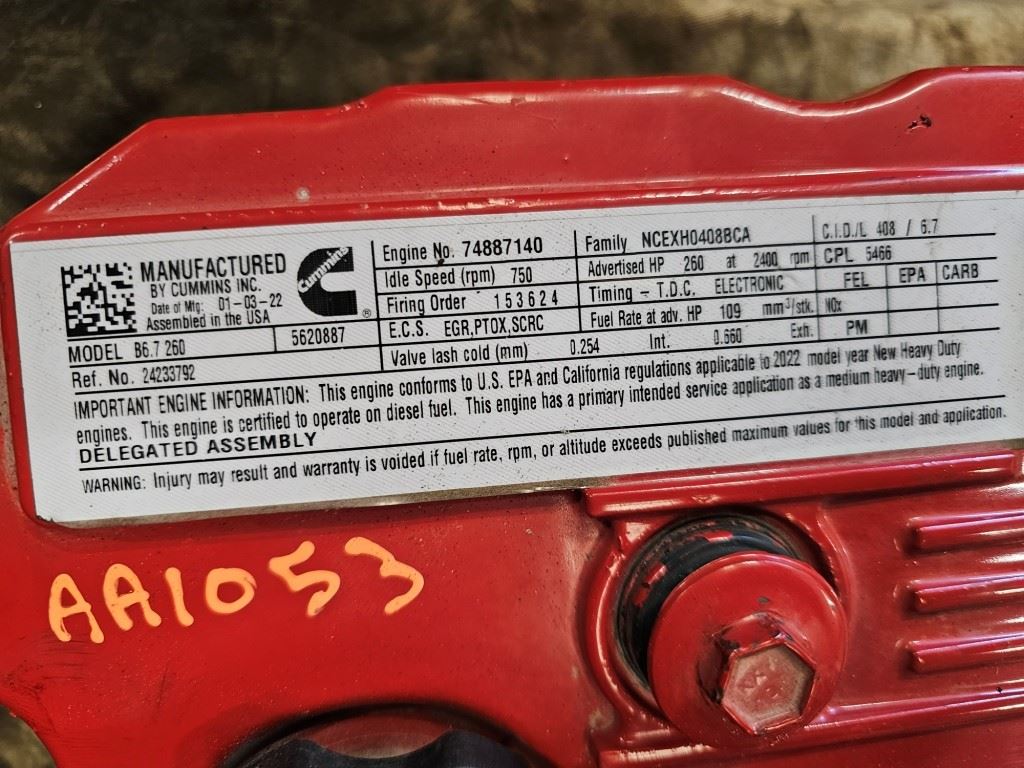 MANUFACTURED
BY CUMMINS INC.
Date of Mfg: 01-03-22
Assembled in the USA
Cummins
®
MODEL B6.7 260 5620887
Ref. No. 24233792
Engine No. 74887140
Idle Speed (rpm) 750
Firing Order 153624
E.C.S. EGR,PTOX,SCRC
Valve lash cold (mm) 0.254 Int. 0.660 Exh.
Family NCEXH0408BCA
Advertised HP 260 at 2400 rpm
Timing – T.D.C. ELECTRONIC
Fuel Rate at adv. HP 109 mm³/stk.
C.I.D./L 408 / 6.7
CPL 5466
FEL EPA CARB
NOx
PM
IMPORTANT ENGINE INFORMATION: This engine conforms to U.S. EPA and California regulations applicable to 2022 model year New Heavy Duty
engines. This engine is certified to operate on diesel fuel. This engine has a primary intended service application as a medium heavy–duty engine.
DELEGATED ASSEMBLY
WARNING: Injury may result and warranty is voided if fuel rate, rpm, or altitude exceeds published maximum values for this model and application.
AA1053